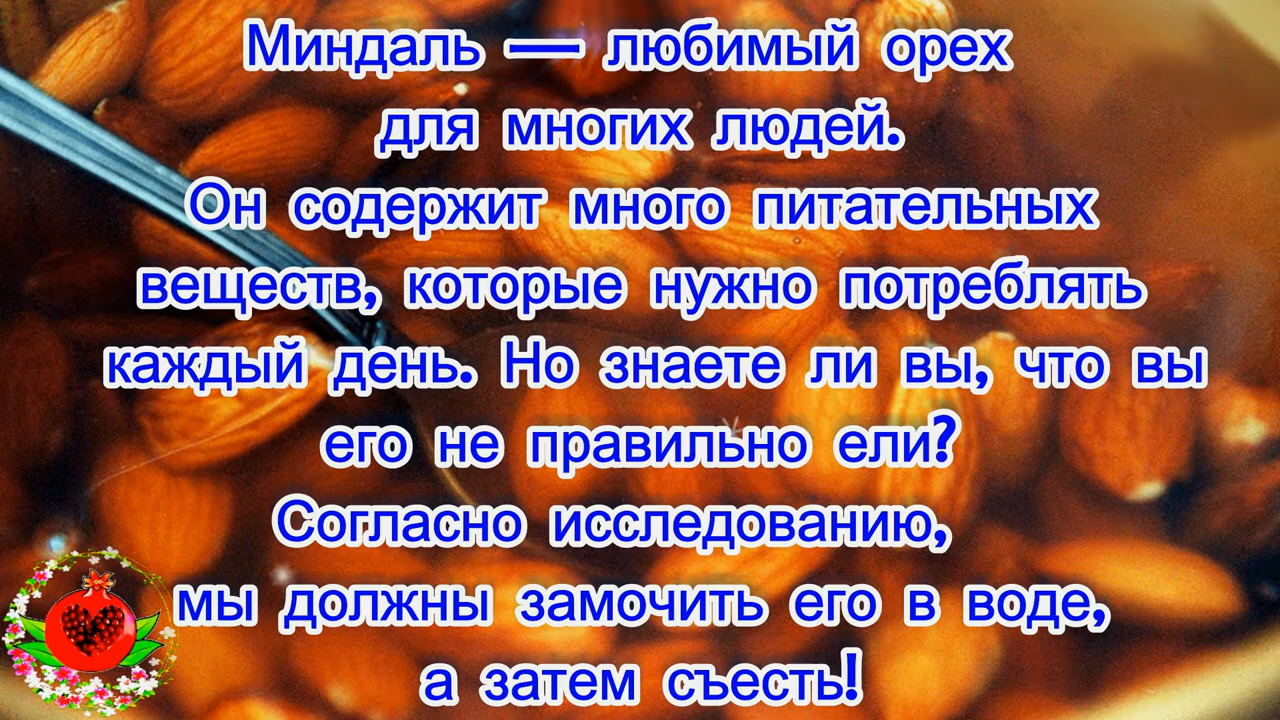 Миндаль — любимый орех
для многих людей.
Он содержит много питательных
веществ, которые нужно потреблять
каждый день. Но знаете ли вы, что вы
его не правильно ели?
Согласно исследованию,
мы должны замочить его в воде,
а затем съесть!